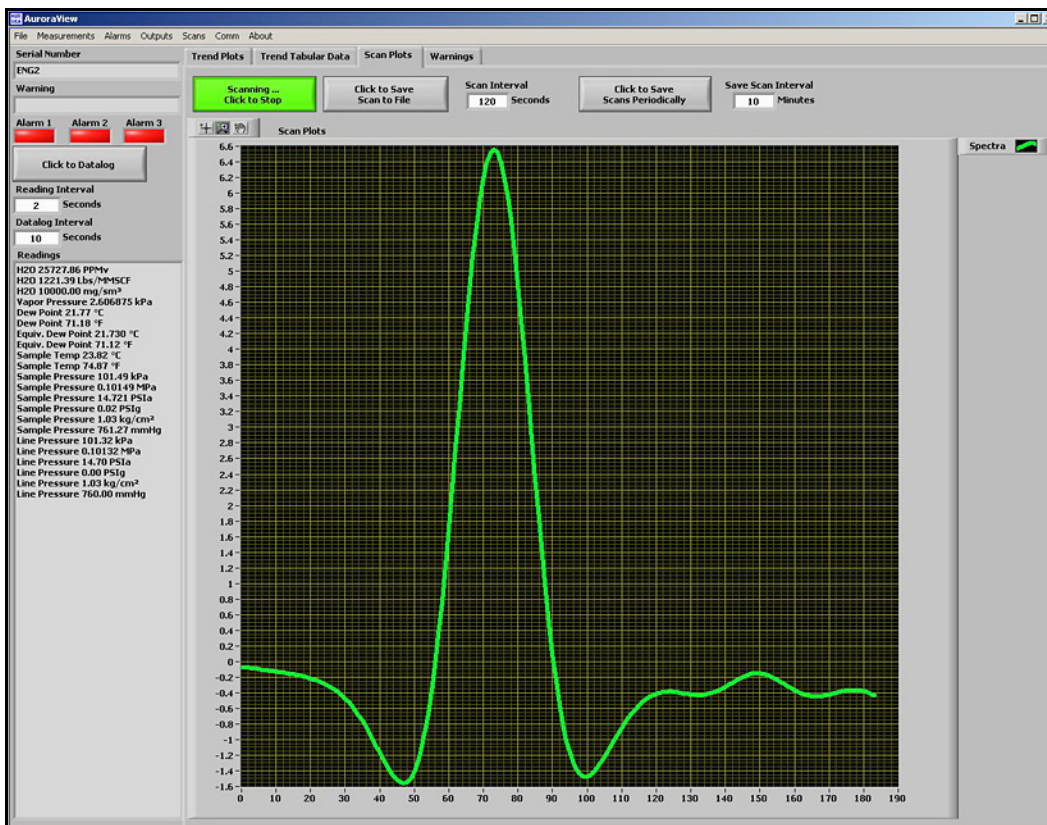 AuroraView
File Measurements Alarms Outputs Scans Comm About
Serial Number
ENG2
Warning
Alarm 1 Alarm 2 Alarm 3
Click to Datalog
Reading Interval
2 Seconds
Datalog Interval
10 Seconds
Readings
H2O 25727.86 PPMv
H2O 1221.39 Lbs/MMSCF
H2O 10000.00 mg/sm³
Vapor Pressure 2.606875 kPa
Dew Point 21.77 °C
Dew Point 71.18 °F
Equiv. Dew Point 21.730 °C
Equiv. Dew Point 71.12 °F
Sample Temp 23.82 °C
Sample Temp 74.87 °F
Sample Pressure 101.49 kPa
Sample Pressure 0.10149 MPa
Sample Pressure 14.721 PSIa
Sample Pressure 0.02 PSIg
Sample Pressure 1.03 kg/cm²
Sample Pressure 761.27 mmHg
Line Pressure 101.32 kPa
Line Pressure 0.10132 MPa
Line Pressure 14.70 PSIa
Line Pressure 0.00 PSIg
Line Pressure 1.03 kg/cm²
Line Pressure 760.00 mmHg
Trend Plots Trend Tabular Data Scan Plots Warnings
Scanning ...
Click to Stop
Click to Save
Scan to File
Scan Interval
120 Seconds
Click to Save
Scans Periodically
Save Scan Interval
10 Minutes
Scan Plots
Spectra
6.6
6.4
6.2
6
5.8
5.6
5.4
5.2
5
4.8
4.6
4.4
4.2
4
3.8
3.6
3.4
3.2
3
2.8
2.6
2.4
2.2
2
1.8
1.6
1.4
1.2
1
0.8
0.6
0.4
0.2
0
-0.2
-0.4
-0.6
-0.8
-1
-1.2
-1.4
-1.6
0 10 20 30 40 50 60 70 80 90 100 110 120 130 140 150 160 170 180 190